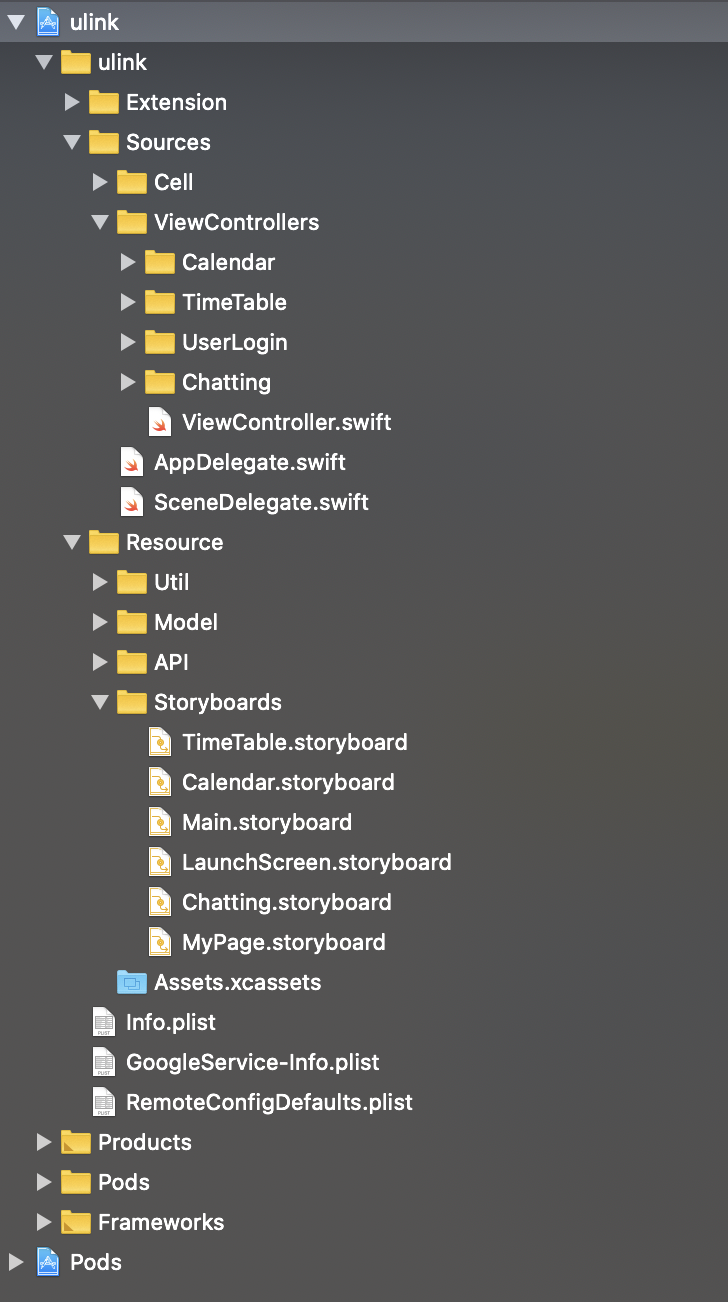 ulink
ulink
Extension
Sources
Cell
ViewControllers
Calendar
TimeTable
UserLogin
Chatting
ViewController.swift
AppDelegate.swift
SceneDelegate.swift
Resource
Util
Model
API
Storyboards
TimeTable.storyboard
Calendar.storyboard
Main.storyboard
LaunchScreen.storyboard
Chatting.storyboard
MyPage.storyboard
Assets.xcassets
Info.plist
GoogleService-Info.plist
RemoteConfigDefaults.plist
Products
Pods
Frameworks
Pods